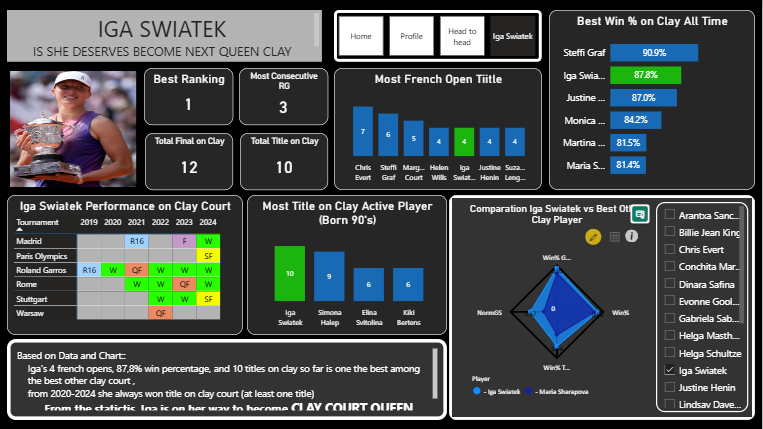 IGA SWIATEK
IS SHE DESERVES BECOME NEXT QUEEN CLAY
Home
Profile
Head to
head
Iga Swiatek
Best Win % on Clay All Time
Steffi Graf 90.9%
Iga Swia... 87.8%
Justine ... 87.0%
Monica ... 84.2%
Martina ... 81.5%
Maria S... 81.4%
Best Ranking
1
Most Consecutive
RG
3
Total Final on Clay
12
Total Title on Clay
10
Most French Open Tiitle
7 6 5 4 4 4 4
Chris Steffi Marg... Helen Iga Justine Suza...
Evert Graf Court Wills Swiat... Henin Leng...
Iga Swiatek Performance on Clay Court
Tournament 2019 2020 2021 2022 2023 2024
Madrid R16 F W
Paris Olympics SF
Roland Garros R16 W QF W W W
Rome W W QF W
Stuttgart W W SF
Warsaw QF
Most Title on Clay Active Player
(Born 90's)
10 9 6 6
Iga Simona Elina Kiki
Swiatek Halep Svitolina Bertens
Comparation Iga Swiatek vs Best Oth
Clay Player
Win% G...
NormGS 0 Win%
Win% T...
Player
- Iga Swiatek - Maria Sharapova
Arantxa Sanc...
Billie Jean King
Chris Evert
Conchita Mar...
Dinara Safina
Evonne Gool...
Gabriela Sab...
Helga Masth...
Helga Schultze
Iga Swiatek
Justine Henin
Lindsay Dave...
Based on Data and Chart::
Iga's 4 french opens, 87,8% win percentage, and 10 titles on clay so far is one the best among
the best other clay court ,
from 2020-2024 she always won title on clay court (at least one title)
From the statictis, Iga is on her way to become CLAY COURT QUEEN